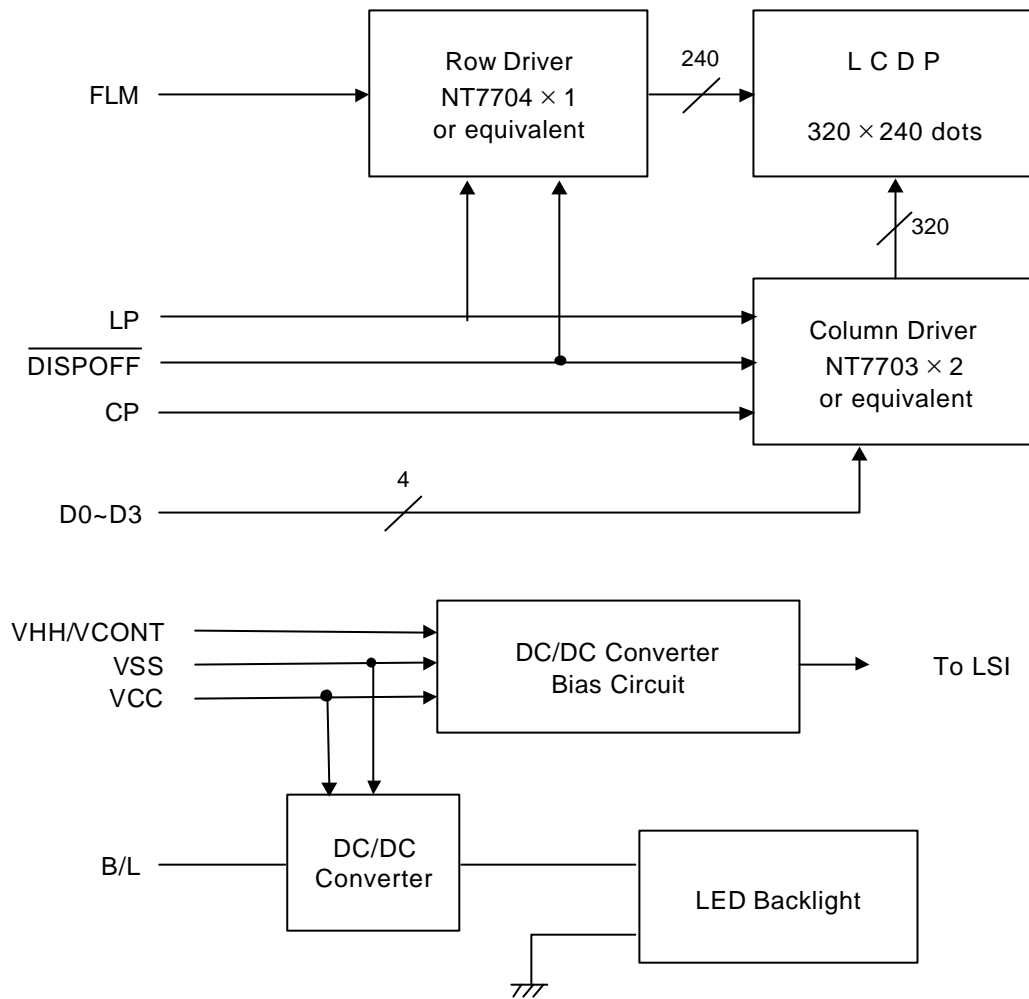 FLM
Row Driver
NT7704 × 1
or equivalent
240
L C D P
320 × 240 dots
320
LP
DISPOFF
CP
Column Driver
NT7703 × 2
or equivalent
4
D0~D3
VHH/VCONT
VSS
VCC
DC/DC Converter
Bias Circuit
To LSI
B/L
DC/DC
Converter
LED Backlight